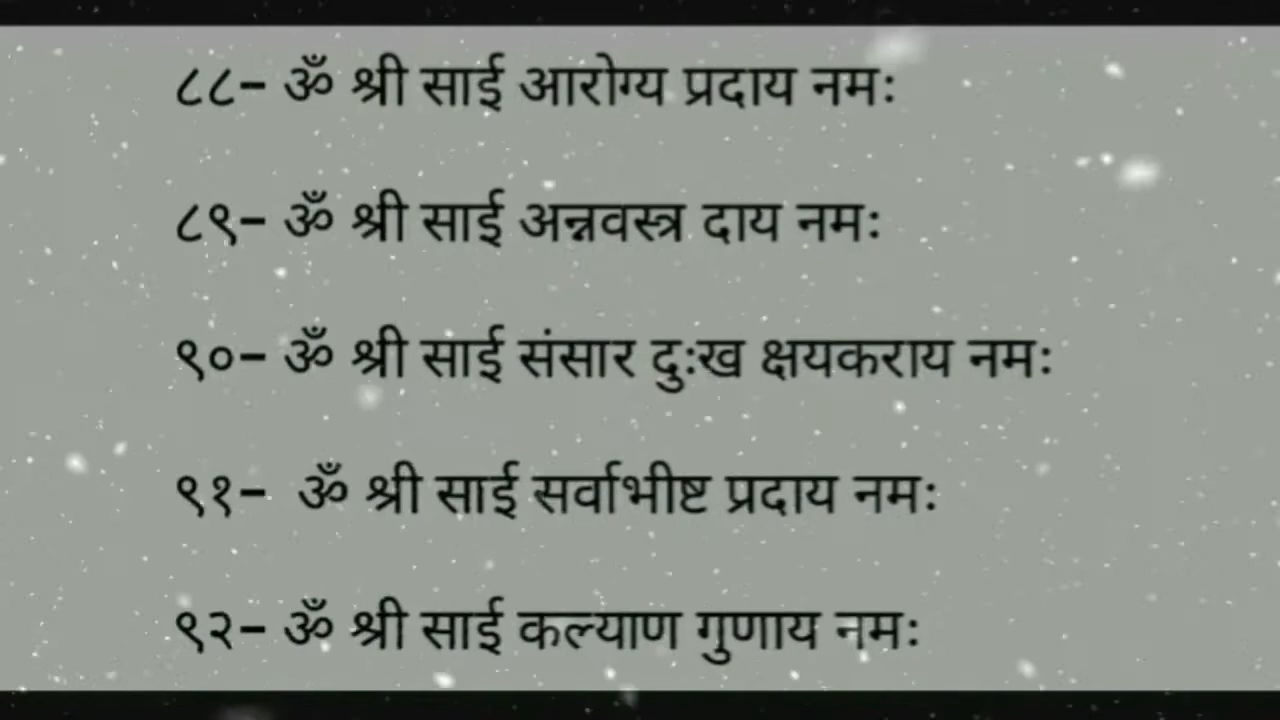 ८८- ॐ श्री साई आरोग्य प्रदाय नमः
८९- ॐ श्री साई अन्नवस्त्र दाय नमः
९०- ॐ श्री साई संसार दुःख क्षयकराय नमः
९१- ॐ श्री साई सर्वाभीष्ट प्रदाय नमः
९२- ॐ श्री साई कल्याण गुणाय नमः